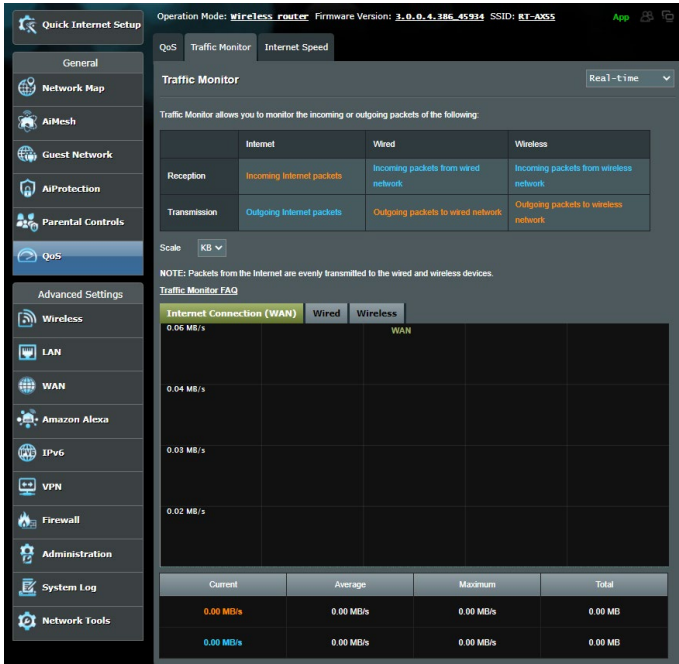 Quick Internet Setup
General
Network Map
AiMesh
Guest Network
AiProtection
Parental Controls
QoS
Advanced Settings
Wireless
LAN
WAN
Amazon Alexa
IPv6
VPN
Firewall
Administration
System Log
Network Tools
Operation Mode: Wireless router Firmware Version: 3.0.0.4.386_45934 SSID: RT-AX55 App
QoS Traffic Monitor Internet Speed
Traffic Monitor Real-time
Traffic Monitor allows you to monitor the incoming or outgoing packets of the following:
Internet Wired Wireless
Reception
Incoming Internet packets
Incoming packets from wired
network
Incoming packets from wireless
network
Transmission
Outgoing Internet packets
Outgoing packets to wired network
Outgoing packets to wireless
network
Scale KB
NOTE: Packets from the Internet are evenly transmitted to the wired and wireless devices.
Traffic Monitor FAQ
Internet Connection (WAN) Wired Wireless
0.06 MB/s WAN
0.04 MB/s
0.03 MB/s
0.02 MB/s
Current Average Maximum Total
0.00 MB/s 0.00 MB/s 0.00 MB/s 0.00 MB
0.00 MB/s 0.00 MB/s 0.00 MB/s 0.00 MB